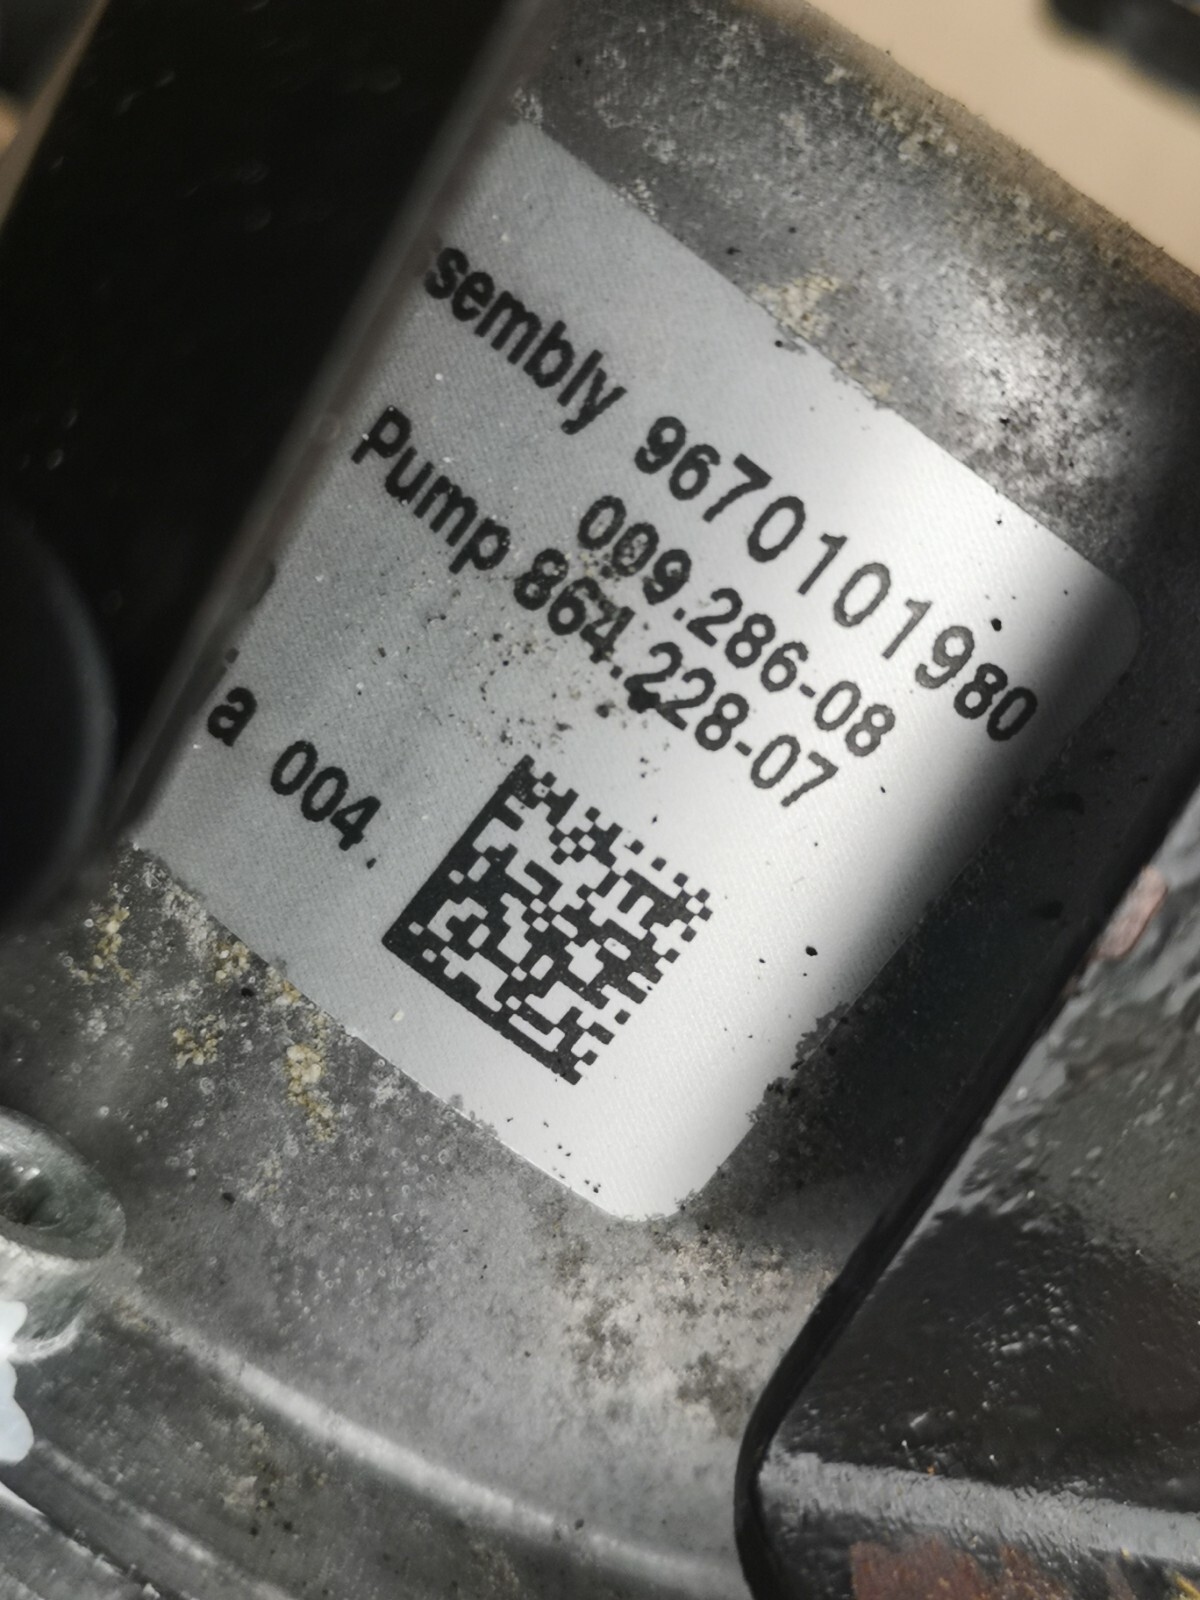 sembly 9670101980
009.286-08
Pump 864.228-07
a 004.